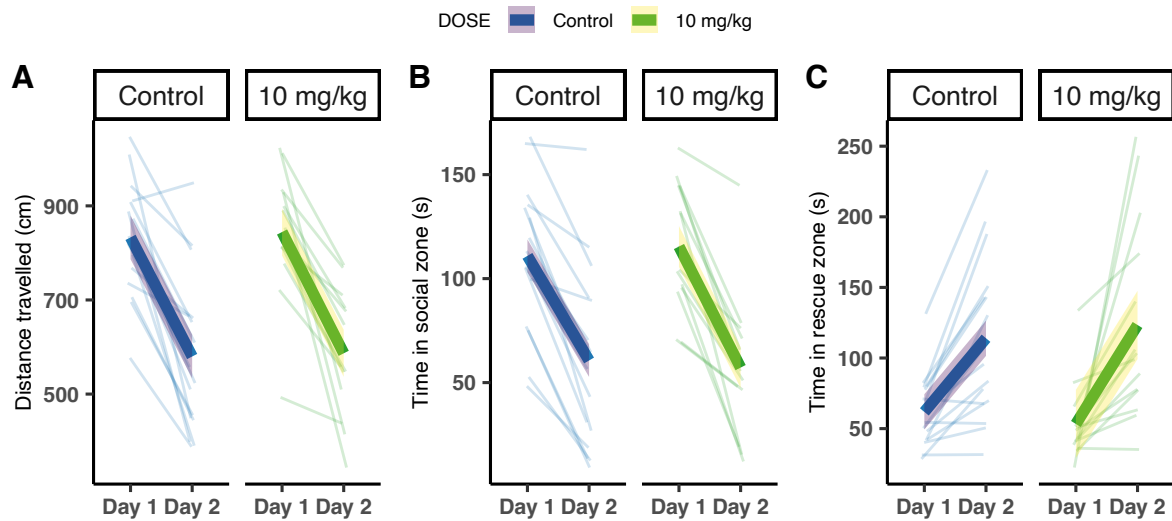 DOSE Control 10 mg/kg
A
Control 10 mg/kg
Distance travelled (cm)
900
700
500
Day 1 Day 2 Day 1 Day 2
B
Control 10 mg/kg
Time in social zone (s)
150
100
50
Day 1 Day 2 Day 1 Day 2
C
Control 10 mg/kg
Time in rescue zone (s)
250
200
150
100
50
Day 1 Day 2 Day 1 Day 2